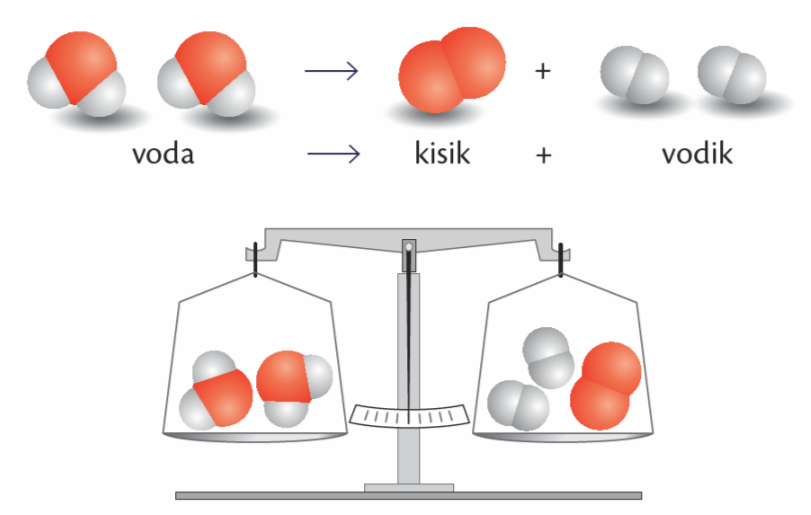 → +
voda → kisik + vodik